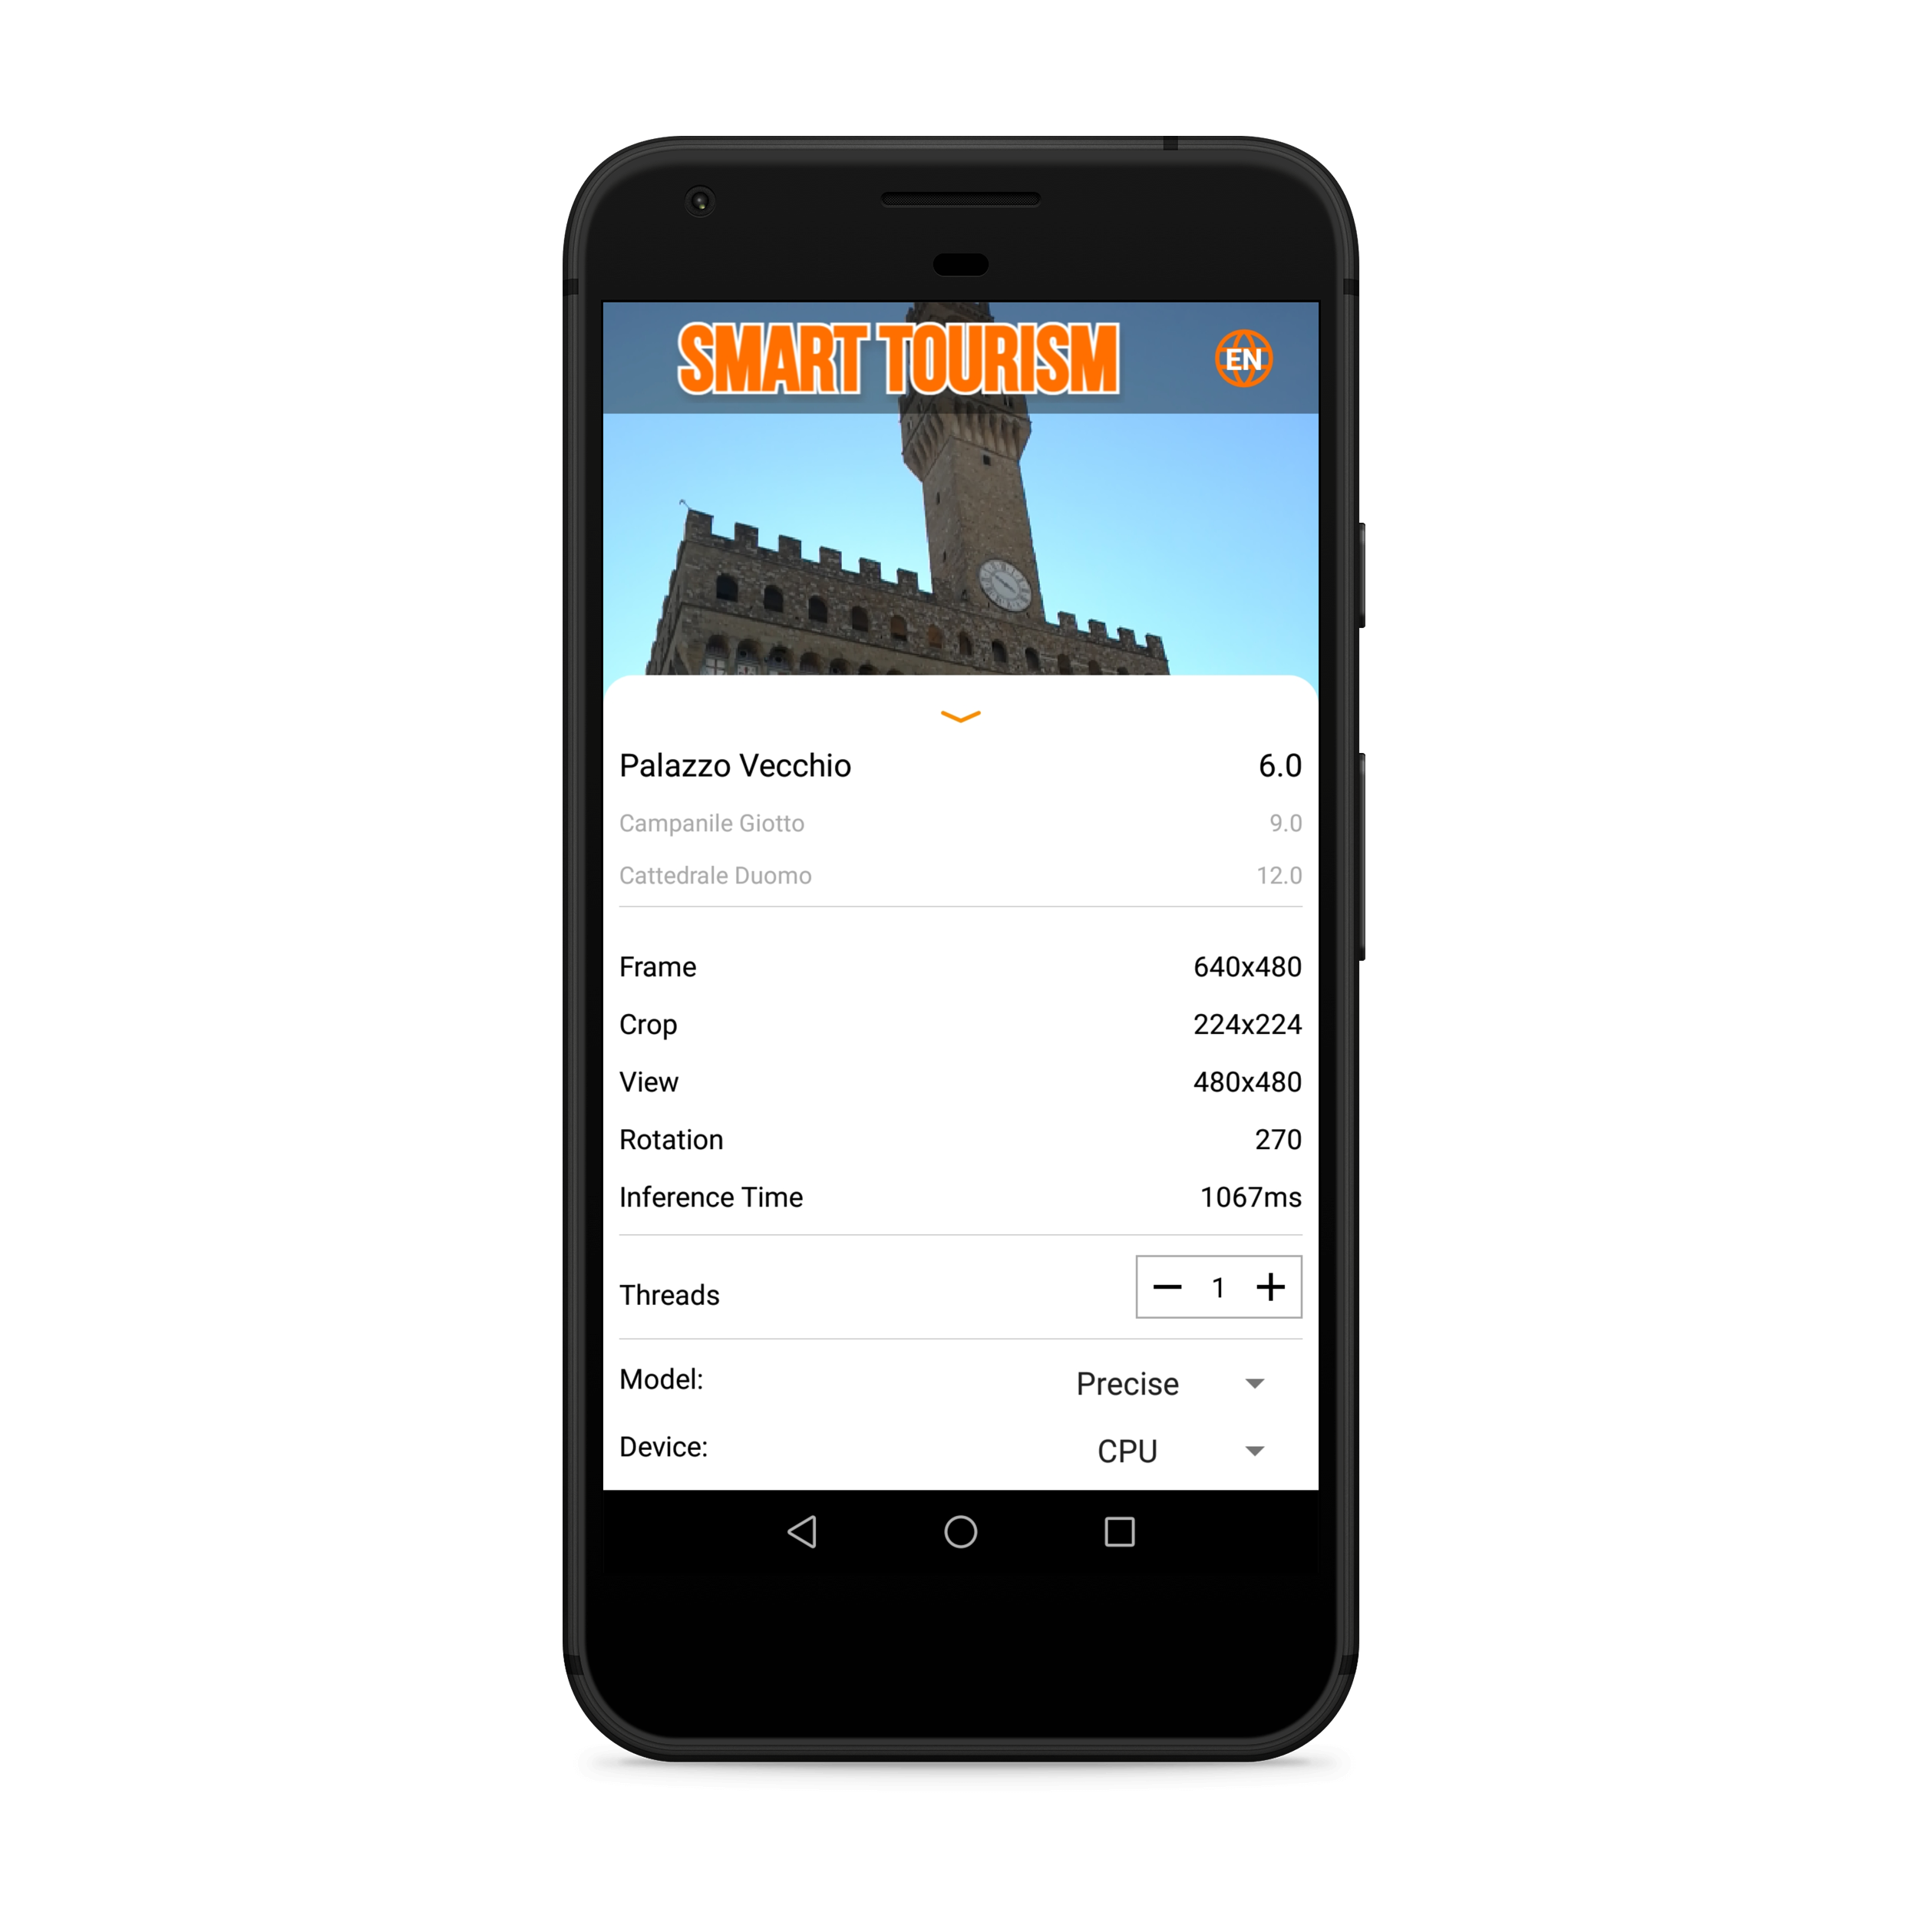 SMART TOURISM EN
Palazzo Vecchio 6.0
Campanile Giotto 9.0
Cattedrale Duomo 12.0
Frame 640x480
Crop 224x224
View 480x480
Rotation 270
Inference Time 1067ms
Threads 1
Model: Precise
Device: CPU